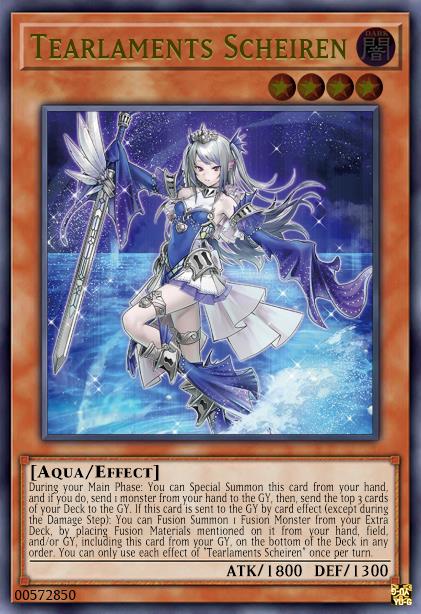 TEARLAMENTS SCHEIREN
DARK
闇
[AQUA/EFFECT]
During your Main Phase: You can Special Summon this card from your hand,
and if you do, send 1 monster from your hand to the GY, then, send the top 3 cards
of your Deck to the GY. If this card is sent to the GY by card effect (except during
the Damage Step): You can Fusion Summon 1 Fusion Monster from your Extra
Deck, by placing Fusion Materials mentioned on it from your hand, field,
and/or GY, including this card from your GY, on the bottom of the Deck in any
order. You can only use each effect of "Tearlaments Scheiren" once per turn.
ATK/1800 DEF/1300
00572850